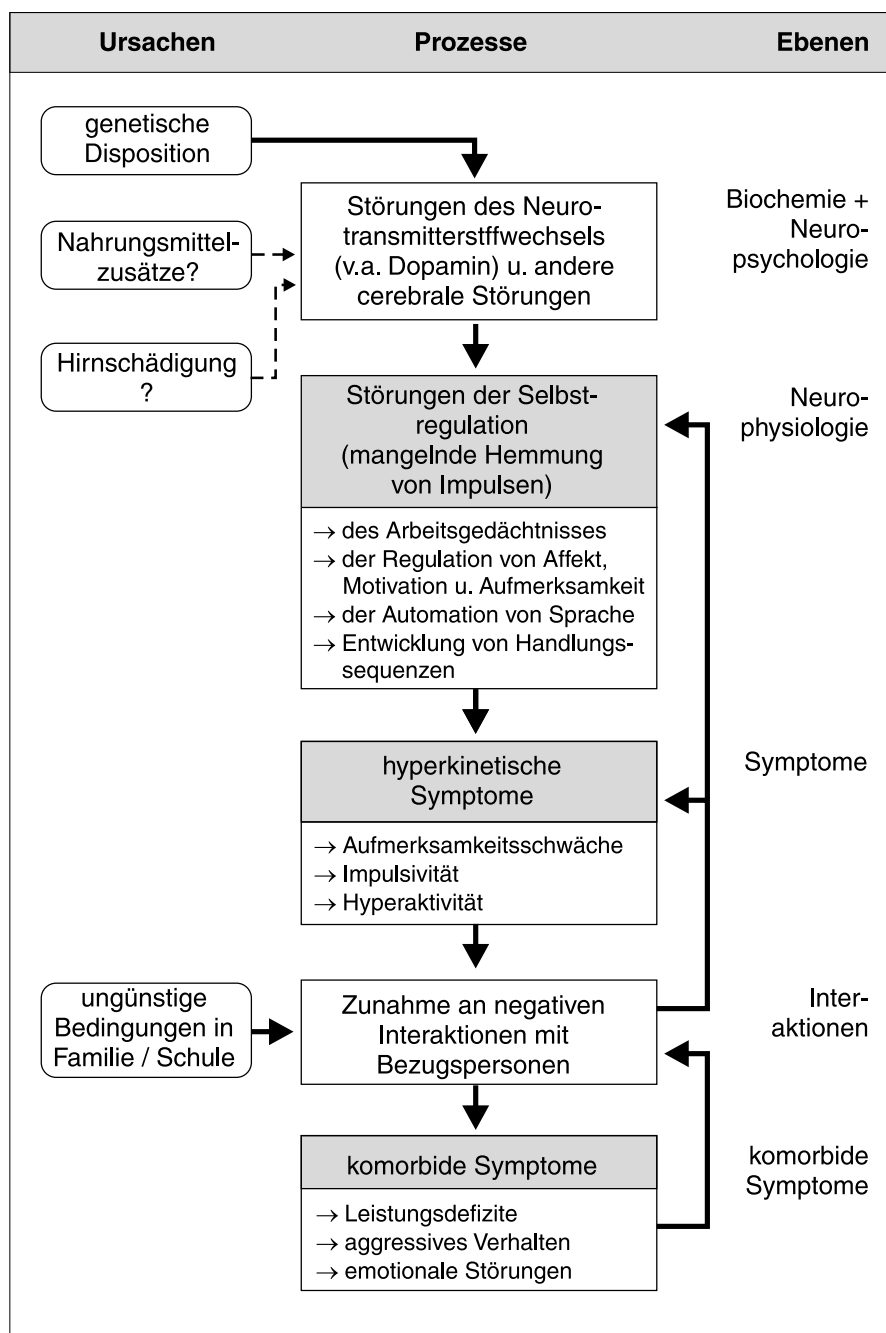 Ursachen Prozesse Ebenen
genetische
Disposition
Störungen des Neuro-
transmitterstffwechsels
(v.a. Dopamin) u. andere
cerebrale Störungen
Biochemie +
Neuro-
psychologie
Nahrungsmittel-
zusätze?
Hirnschädigung
?
Störungen der Selbst-
regulation
(mangelnde Hemmung
von Impulsen)
Neuro-
physiologie
→ des Arbeitsgedächtnisses
→ der Regulation von Affekt,
Motivation u. Aufmerksamkeit
→ der Automation von Sprache
→ Entwicklung von Handlungs-
sequenzen
hyperkinetische
Symptome
Symptome
→ Aufmerksamkeitsschwäche
→ Impulsivität
→ Hyperaktivität
ungünstige
Bedingungen in
Familie / Schule
Zunahme an negativen
Interaktionen mit
Bezugspersonen
Inter-
aktionen
komorbide Symptome
komorbide
Symptome
→ Leistungsdefizite
→ aggressives Verhalten
→ emotionale Störungen